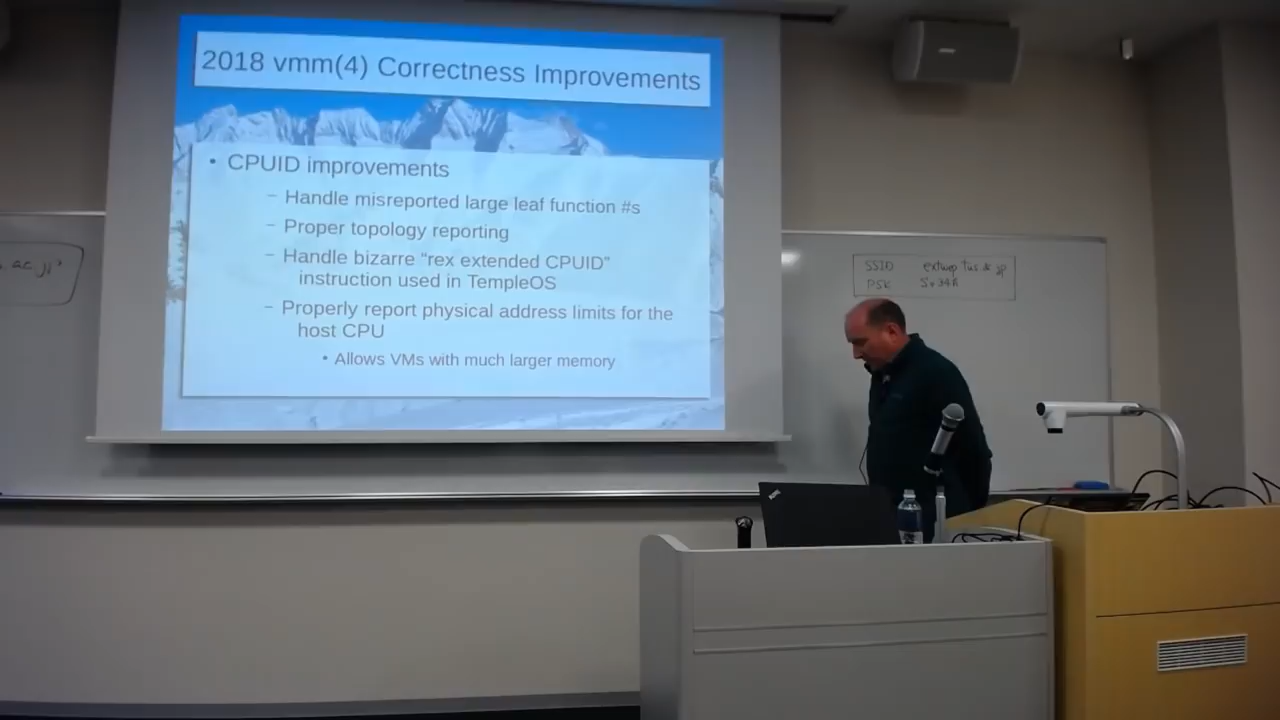 2018 vmm(4) Correctness Improvements
• CPUID improvements
– Handle misreported large leaf function #s
– Proper topology reporting
– Handle bizarre "rex extended CPUID"
instruction used in TempleOS
– Properly report physical address limits for the
host CPU
• Allows VMs with much larger memory
SSID
PSK